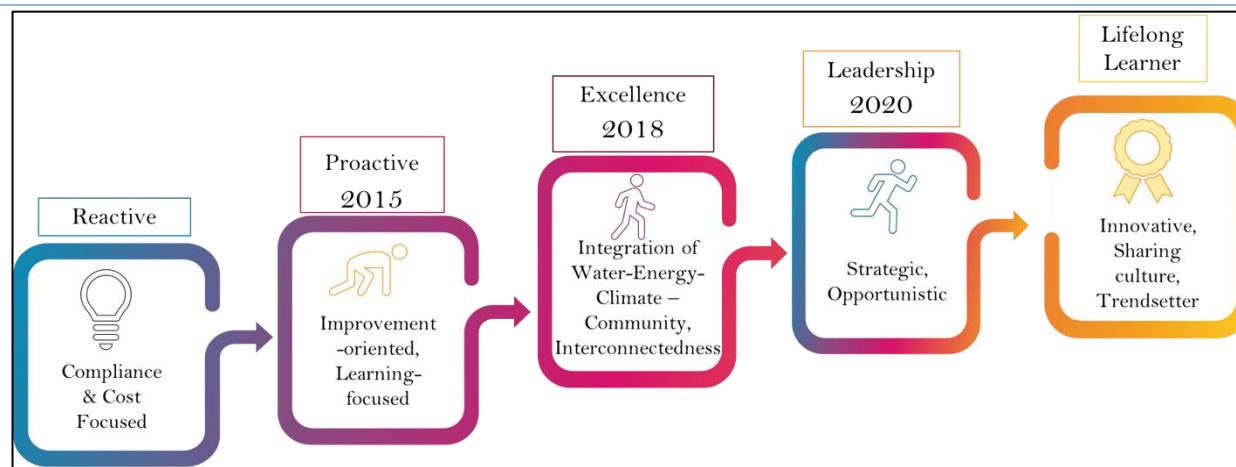 Reactive
Compliance
& Cost
Focused
Proactive
2015
Improvement
-oriented,
Learning-
focused
Excellence
2018
Integration of
Water-Energy-
Climate –
Community,
Interconnectedness
Leadership
2020
Strategic,
Opportunistic
Lifelong
Learner
Innovative,
Sharing
culture,
Trendsetter